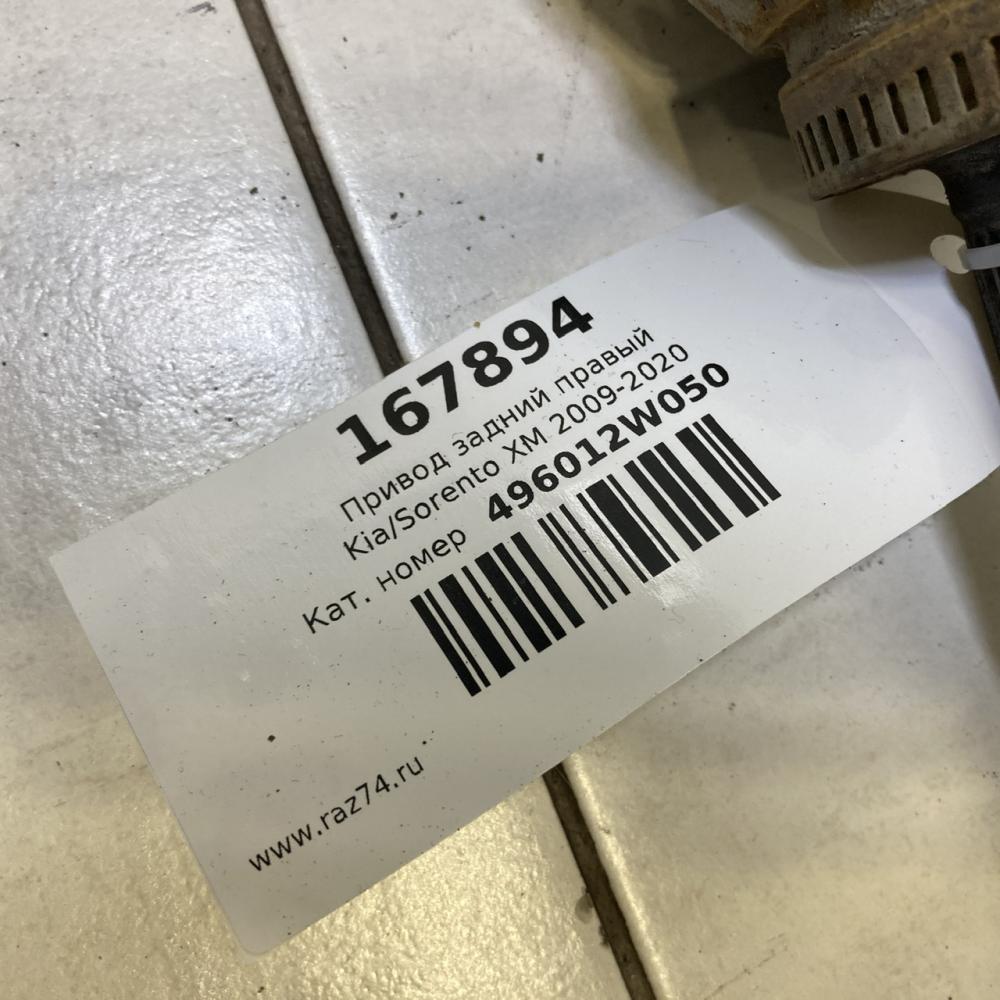 167894
Привод задний правый
Kia/Sorento XM 2009-2020
Кат. номер 496012W050
www.raz74.ru